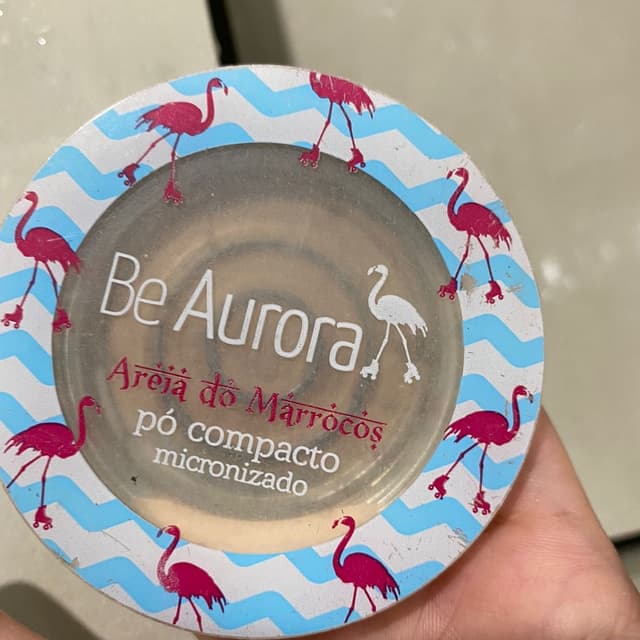 Be Aurora
Areia do Marrocos
pó compacto
micronizado